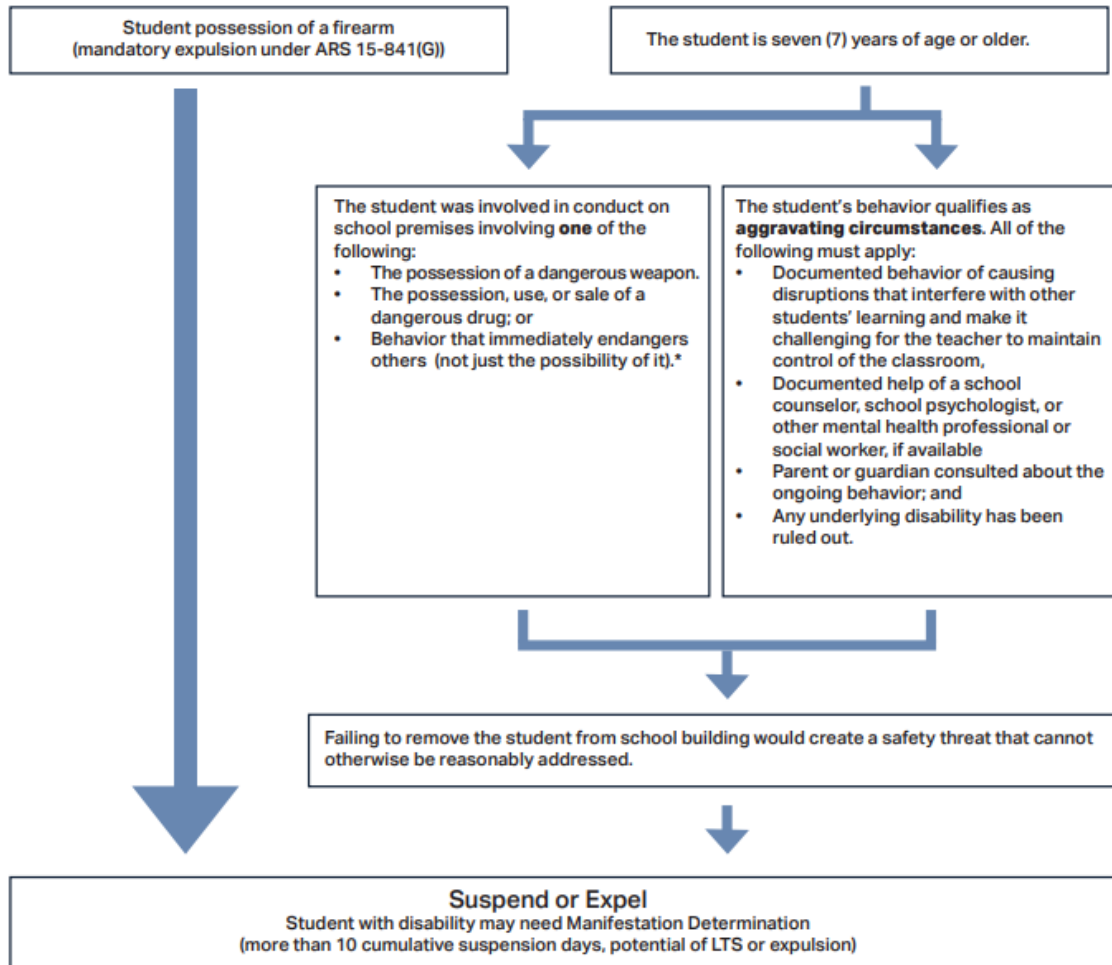 Student possession of a firearm
(mandatory expulsion under ARS 15-841(G))
The student is seven (7) years of age or older.
The student was involved in conduct on
school premises involving one of the
following:
• The possession of a dangerous weapon.
• The possession, use, or sale of a
dangerous drug; or
• Behavior that immediately endangers
others (not just the possibility of it).*
The student's behavior qualifies as
aggravating circumstances. All of the
following must apply:
• Documented behavior of causing
disruptions that interfere with other
students' learning and make it
challenging for the teacher to maintain
control of the classroom,
• Documented help of a school
counselor, school psychologist, or
other mental health professional or
social worker, if available
• Parent or guardian consulted about the
ongoing behavior; and
• Any underlying disability has been
ruled out.
Failing to remove the student from school building would create a safety threat that cannot
otherwise be reasonably addressed.
Suspend or Expel
Student with disability may need Manifestation Determination
(more than 10 cumulative suspension days, potential of LTS or expulsion)